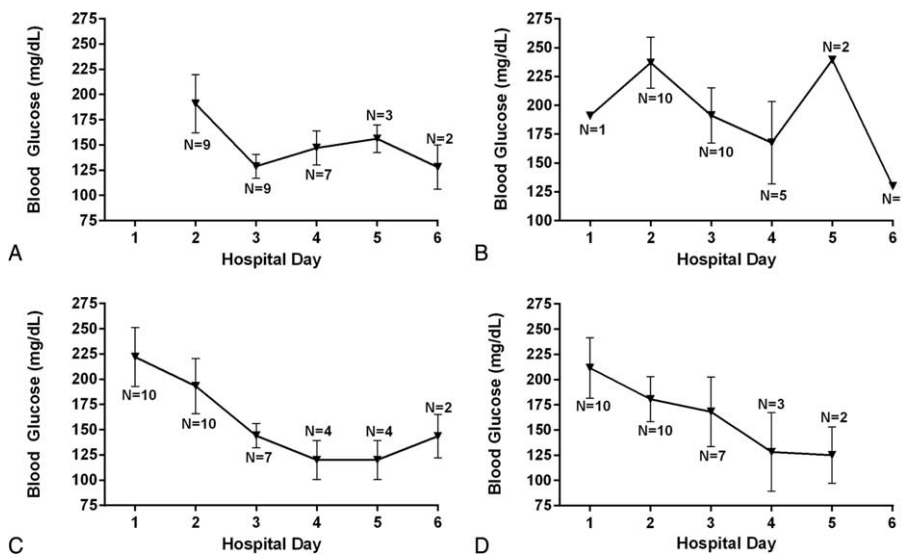 Blood Glucose (mg/dL)
275
250
225
200
175
150
125
100
75
N=9
N=9
N=7
N=3
N=2
1 2 3 4 5 6
Hospital Day
A
Blood Glucose (mg/dL)
275
250
225
200
175
150
125
100
N=1
N=10
N=10
N=5
N=2
N=
1 2 3 4 5 6
Hospital Day
B
Blood Glucose (mg/dL)
275
250
225
200
175
150
125
100
75
N=10
N=10
N=7
N=4
N=4
N=2
1 2 3 4 5 6
Hospital Day
C
Blood Glucose (mg/dL)
275
250
225
200
175
150
125
100
75
N=10
N=10
N=7
N=3
N=2
1 2 3 4 5 6
Hospital Day
D